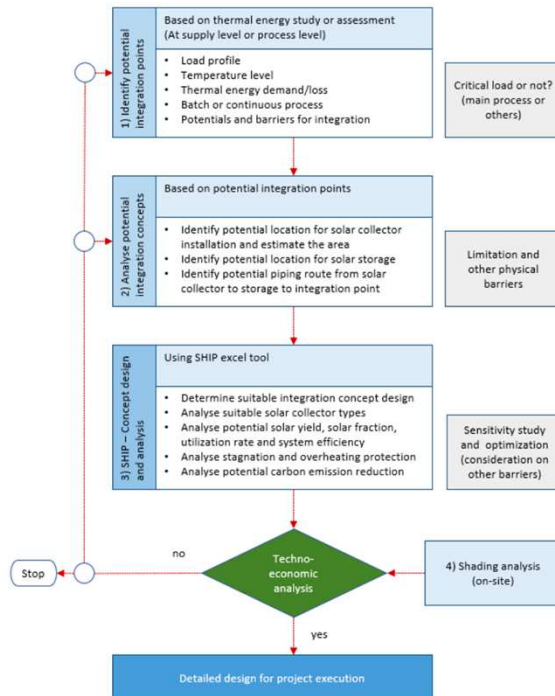 1) Identify potential
integration points
Based on thermal energy study or assessment
(At supply level or process level)
• Load profile
• Temperature level
• Thermal energy demand/loss
• Batch or continuous process
• Potentials and barriers for integration
Critical load or not?
(main process or
others)
2) Analyse potential
integration concepts
Based on potential integration points
• Identify potential location for solar collector
installation and estimate the area
• Identify potential location for solar storage
• Identify potential piping route from solar
collector to storage to integration point
Limitation and
other physical
barriers
3) SHIP – Concept design
and analysis
Using SHIP excel tool
• Determine suitable integration concept design
• Analyse suitable solar collector types
• Analyse potential solar yield, solar fraction,
utilization rate and system efficiency
• Analyse stagnation and overheating protection
• Analyse potential carbon emission reduction
Sensitivity study
and optimization
(consideration on
other barriers)
Stop
no
Techno-
economic
analysis
4) Shading analysis
(on-site)
yes
Detailed design for project execution